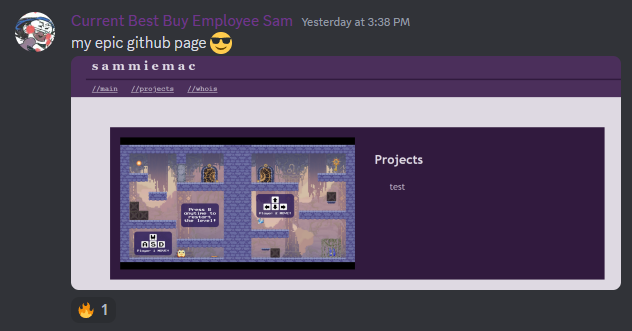 Current Best Buy Employee Sam Yesterday at 3:38 PM
my epic github page 😎
sammiemac
//main //projects //whois
Projects
test
Press R
anytime to
restart
the level!
Player 2 MOVE!
W
A S D
Player 1 MOVE!
🔥 1